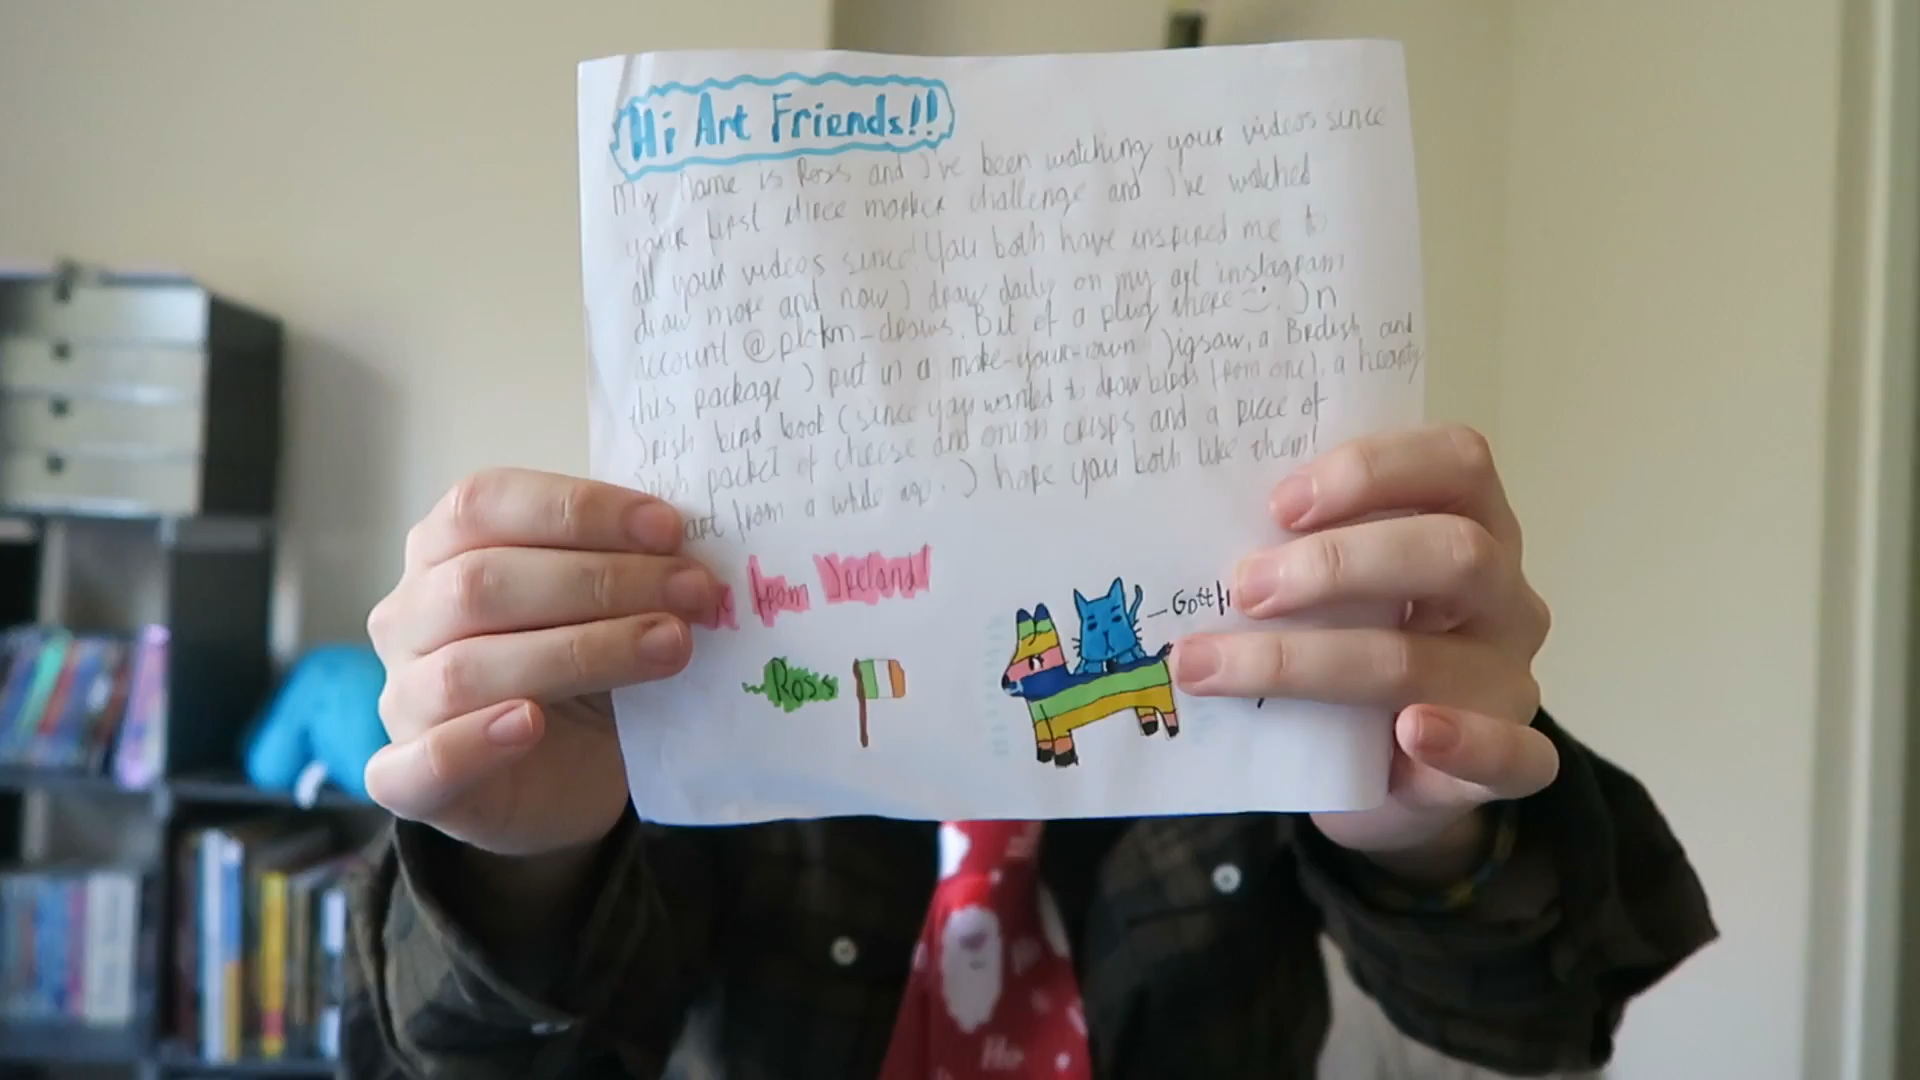 Hi Art Friends!!
My name is Ross and I've been watching your videos since
your first three marker challenge and I've watched
all your videos since! You both have inspired me to
draw more and now I draw daily on my art instagram
account Bit of a plug there :) . In
this package I put in a make-your-own Jigsaw, a British and
Irish bird book (since you wanted to draw birds from one), a hearty
Irish packet of cheese and onion crisps and a piece of
art from a while ago. I hope you both like them!
from Ireland
~Ross
Ho